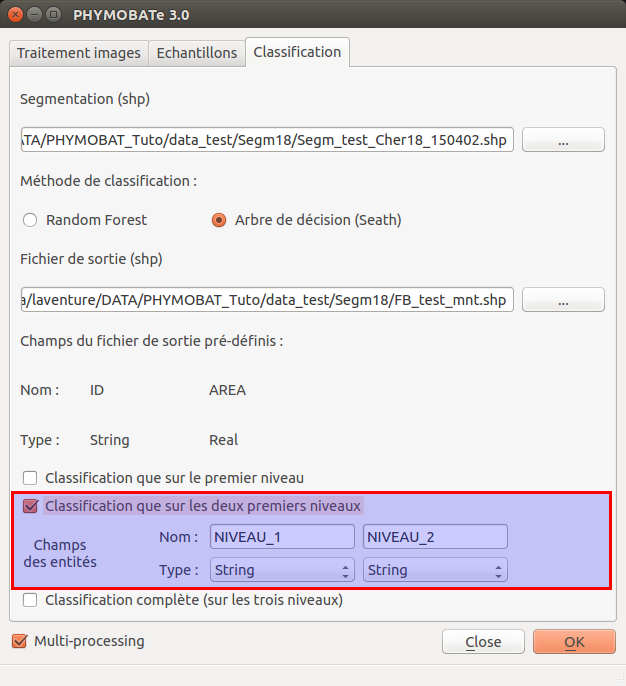 PHYMOBATe 3.0
Traitement images Echantillons Classification
Segmentation (shp)
ATA/PHYMOBAT_Tuto/data_test/Segm18/Segm_test_Cher18_150402.shp ...
Méthode de classification :
Random Forest Arbre de décision (Seath)
Fichier de sortie (shp)
a/laventure/DATA/PHYMOBAT_Tuto/data_test/Segm18/FB_test_mnt.shp ...
Champs du fichier de sortie pré-définis :
Nom : ID AREA
Type : String Real
Classification que sur le premier niveau
Classification que sur les deux premiers niveaux
Champs des entités
Nom : NIVEAU_1 NIVEAU_2
Type : String String
Classification complète (sur les trois niveaux)
Multi-processing Close OK